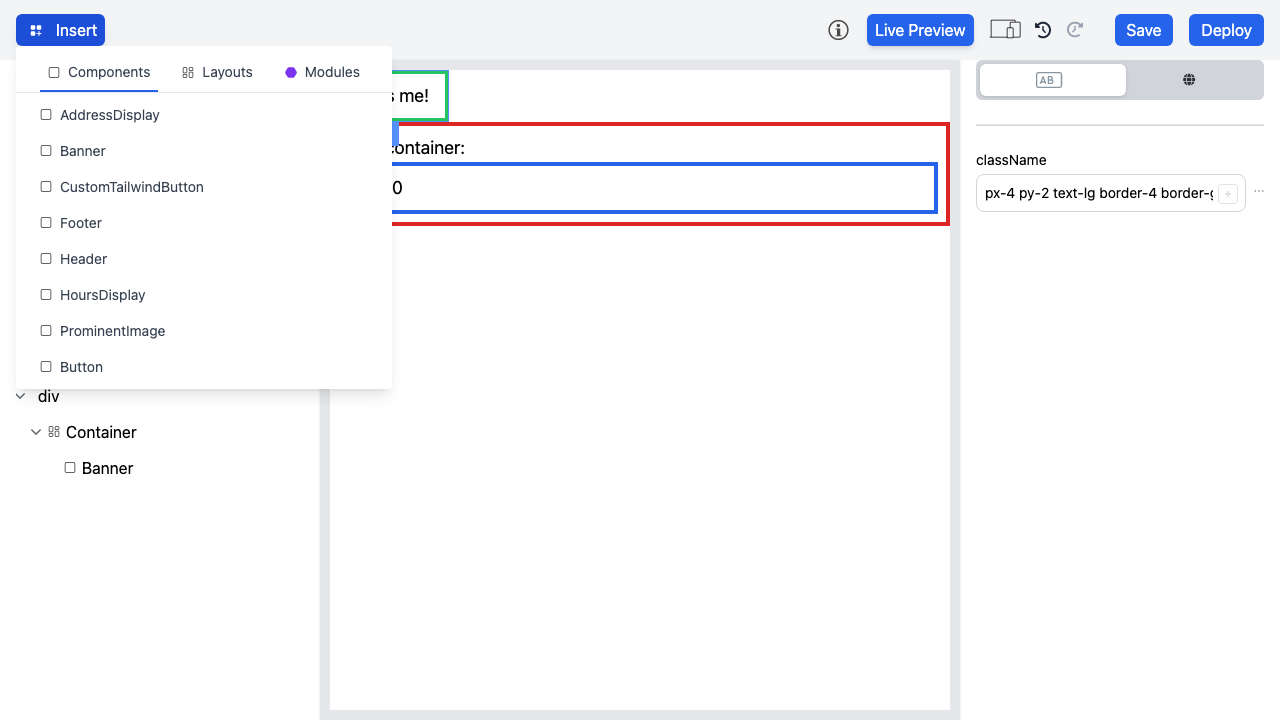 Insert
Live Preview
Save
Deploy
Components
Layouts
Modules
AddressDisplay
Banner
CustomTailwindButton
Footer
Header
HoursDisplay
ProminentImage
Button
div
Container
Banner
s me!
container:
0
AB
className
px-4 py-2 text-lg border-4 border-g